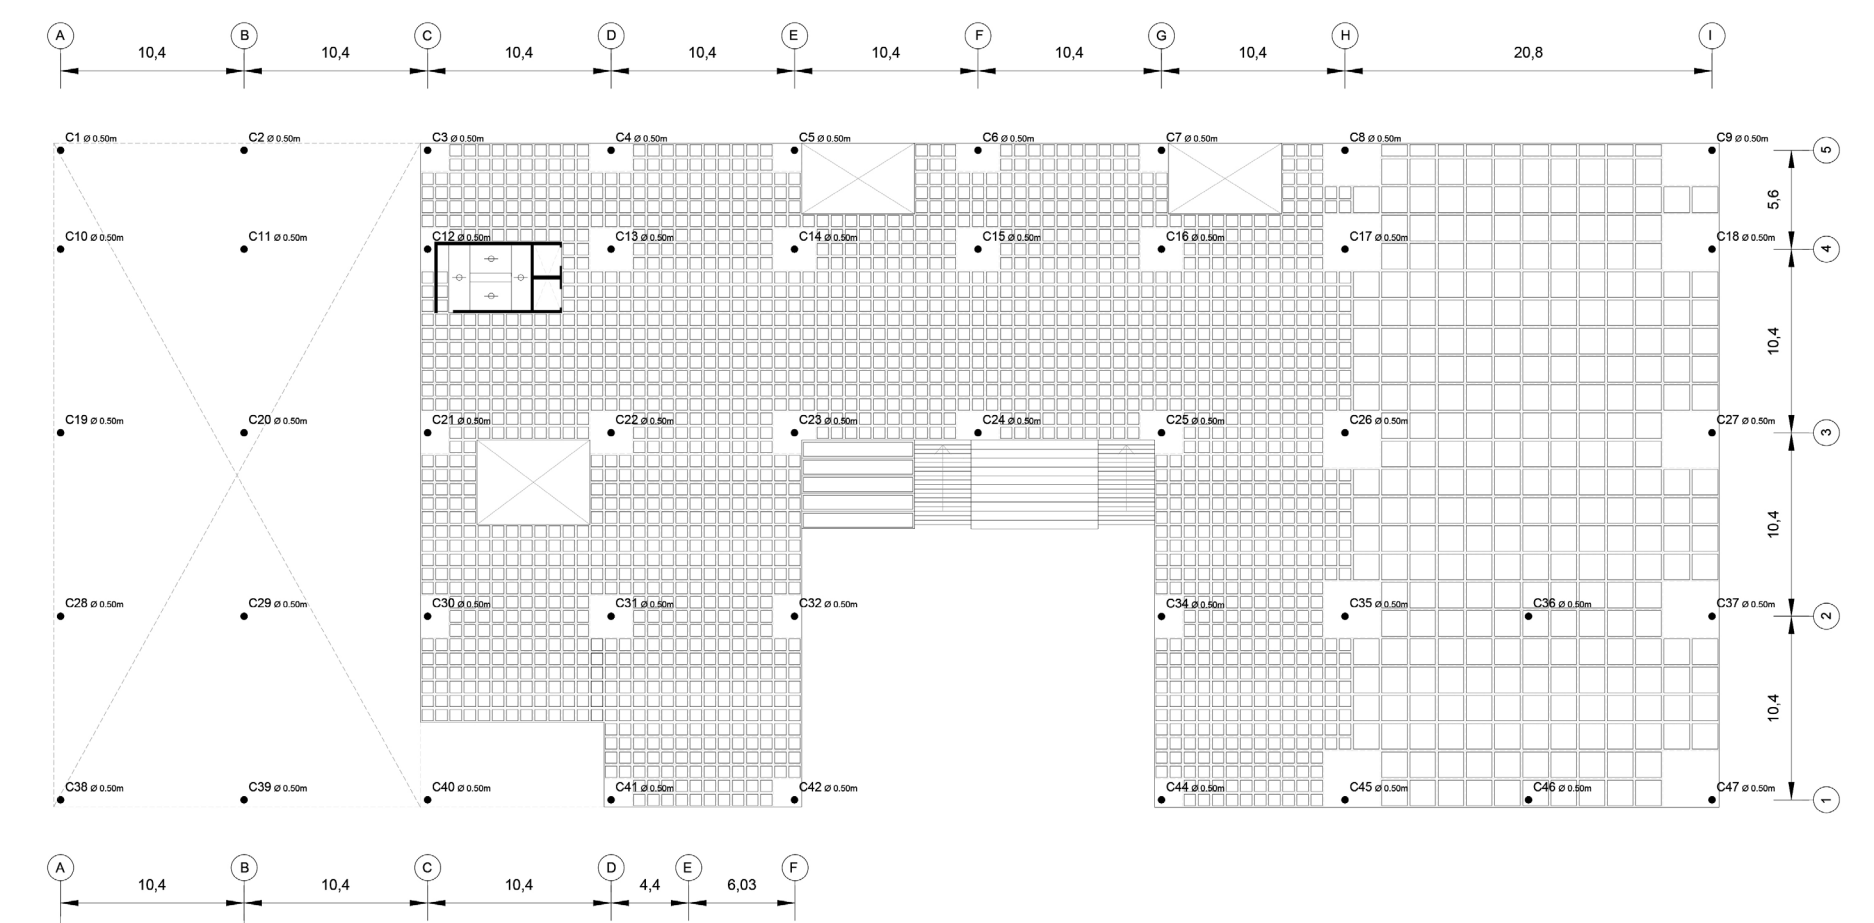 A B C D E F G H I
10,4 10,4 10,4 10,4 10,4 10,4 10,4 20,8
C1 Ø 0.50m C2 Ø 0.50m C3 Ø 0.50m C4 Ø 0.50m C5 Ø 0.50m C6 Ø 0.50m C7 Ø 0.50m C8 Ø 0.50m C9 Ø 0.50m
5
5,6
C10 Ø 0.50m C11 Ø 0.50m C12 Ø 0.50m C13 Ø 0.50m C14 Ø 0.50m C15 Ø 0.50m C16 Ø 0.50m C17 Ø 0.50m C18 Ø 0.50m
4
10,4
C19 Ø 0.50m C20 Ø 0.50m C21 Ø 0.50m C22 Ø 0.50m C23 Ø 0.50m C24 Ø 0.50m C25 Ø 0.50m C26 Ø 0.50m C27 Ø 0.50m
3
10,4
C28 Ø 0.50m C29 Ø 0.50m C30 Ø 0.50m C31 Ø 0.50m C32 Ø 0.50m C34 Ø 0.50m C35 Ø 0.50m C36 Ø 0.50m C37 Ø 0.50m
2
10,4
C38 Ø 0.50m C39 Ø 0.50m C40 Ø 0.50m C41 Ø 0.50m C42 Ø 0.50m C44 Ø 0.50m C45 Ø 0.50m C46 Ø 0.50m C47 Ø 0.50m
1
A B C D E F
10,4 10,4 10,4 4,4 6,03